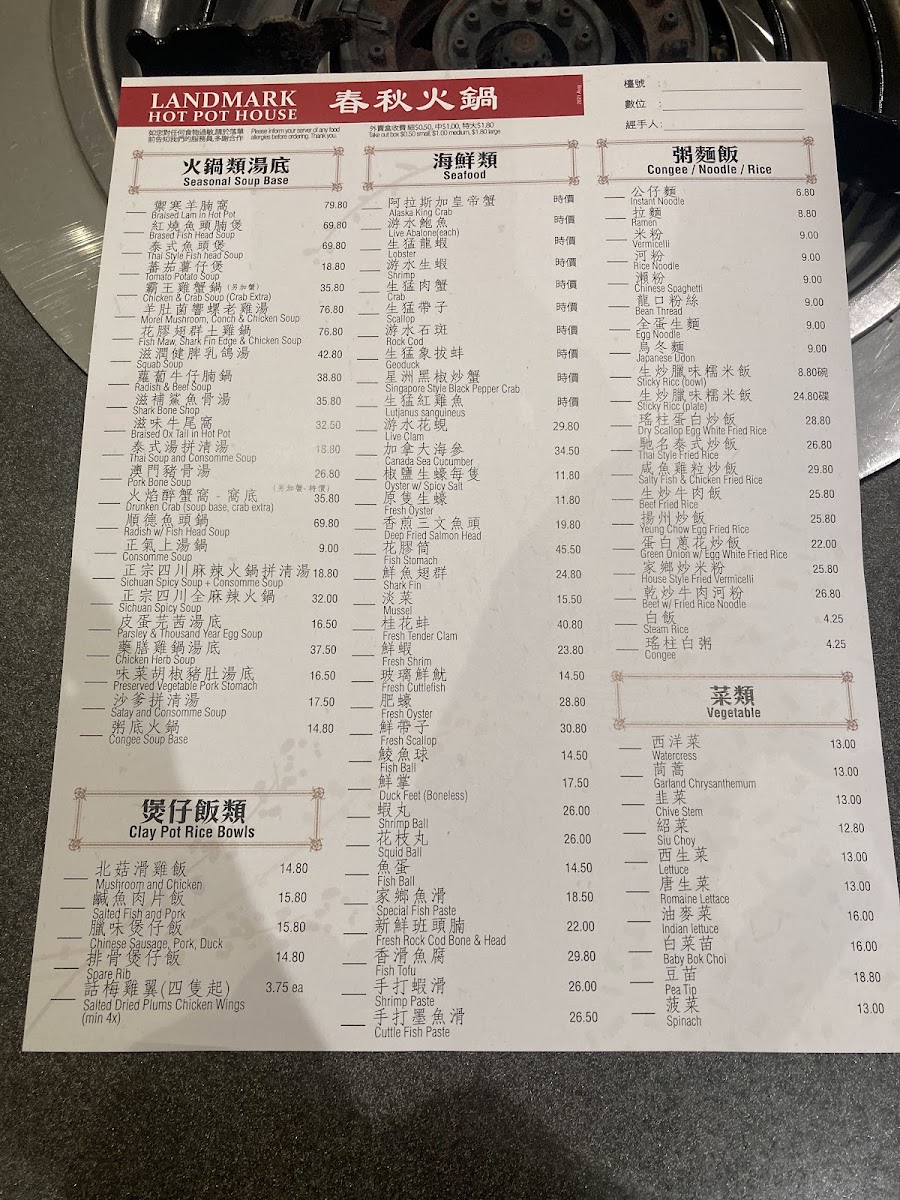 LANDMARK
HOT POT HOUSE
春秋火鍋
如您對任何食物過敏,請於落單
前告知我們的服務員,多謝合作
Please inform your server of any food
allergies before ordering. Thank you.
外賣盒收費 細$0.50, 中$1.00, 特大$1.80
Take out box $0.50 small, $1.00 medium, $1.80 large
檯號 :
數位 :
經手人:
火鍋類湯底
Seasonal Soup Base
禦寒羊腩窩 79.80
Braised Lam in Hot Pot
紅燒魚頭腩煲 69.80
Brased Fish Head Soup
泰式魚頭煲 69.80
Thai Style Fish head Soup
蕃茄薯仔煲 18.80
Tomato Potato Soup
霸王雞蟹鍋 (另加蟹) 35.80
Chicken & Crab Soup (Crab Extra)
羊肚菌響螺老雞湯 76.80
Morel Mushroom, Conch & Chicken Soup
花膠翅群土雞鍋 76.80
Fish Maw, Shark Fin Edge & Chicken Soup
滋潤健脾乳鴿湯 42.80
Squab Soup
蘿蔔牛仔腩鍋 38.80
Radish & Beef Soup
滋補鯊魚骨湯 35.80
Shark Bone Shop
滋味牛尾窩 32.50
Braised Ox Tail in Hot Pot
泰式湯拼清湯 18.80
Thai Soup and Consomme Soup
澳門豬骨湯 26.80
Pork Bone Soup
火焰醉蟹窩 - 窩底 (另加蟹- 時價) 35.80
Drunken Crab (soup base, crab extra)
順德魚頭鍋 69.80
Radish w/ Fish Head Soup
正氣上湯鍋 9.00
Consomme Soup
正宗四川麻辣火鍋拼清湯 18.80
Sichuan Spicy Soup + Consomme Soup
正宗四川全麻辣火鍋 32.00
Sichuan Spicy Soup
皮蛋芫茜湯底 16.50
Parsley & Thousand Year Egg Soup
藥膳雞鍋湯底 37.50
Chicken Herb Soup
味菜胡椒豬肚湯底 16.50
Preserved Vegetable Pork Stomach
沙爹拼清湯 17.50
Satay and Consomme Soup
粥底火鍋 14.80
Congee Soup Base
煲仔飯類
Clay Pot Rice Bowls
北菇滑雞飯 14.80
Mushroom and Chicken
鹹魚肉片飯 15.80
Salted Fish and Pork
臘味煲仔飯 15.80
Chinese Sausage, Pork, Duck
排骨煲仔飯 14.80
Spare Rib
話梅雞翼(四隻起) 3.75 ea
Salted Dried Plums Chicken Wings
(min 4x)
海鮮類
Seafood
阿拉斯加皇帝蟹 時價
Alaska King Crab
游水鮑魚 時價
Live Abalone(each)
生猛龍蝦 時價
Lobster
游水生蝦 時價
Shrimp
生猛肉蟹 時價
Crab
生猛帶子 時價
Scallop
游水石斑 時價
Rock Cod
生猛象拔蚌 時價
Geoduck
星洲黑椒炒蟹 時價
Singapore Style Black Pepper Crab
生猛紅雞魚 時價
Lutjanus sanguineus
游水花蜆 29.80
Live Clam
加拿大海參 34.50
Canada Sea Cucumber
椒鹽生蠔每隻 11.80
Oyster w/ Spicy Salt
原隻生蠔 11.80
Fresh Oyster
香煎三文魚頭 19.80
Deep Fried Salmon Head
花膠筒 45.50
Fish Stomach
鮮魚翅群 24.80
Shark Fin
淡菜 15.50
Mussel
桂花蚌 40.80
Fresh Tender Clam
鮮蝦 23.80
Fresh Shrim
玻璃鮮魷 14.50
Fresh Cuttlefish
肥蠔 28.80
Fresh Oyster
鮮帶子 30.80
Fresh Scallop
鮫魚球 14.50
Fish Ball
鮮掌 17.50
Duck Feet (Boneless)
蝦丸 26.00
Shrimp Ball
花枝丸 26.00
Squid Ball
魚蛋 14.50
Fish Ball
家鄉魚滑 18.50
Special Fish Paste
新鮮班頭腩 22.00
Fresh Rock Cod Bone & Head
香滑魚腐 29.80
Fish Tofu
手打蝦滑 26.00
Shrimp Paste
手打墨魚滑 26.50
Cuttle Fish Paste
粥麵飯
Congee / Noodle / Rice
公仔麵 6.80
Instant Noodle
拉麵 8.80
Ramen
米粉 9.00
Vermicelli
河粉 9.00
Rice Noodle
瀨粉 9.00
Chinese Spaghetti
龍口粉絲 9.00
Bean Thread
全蛋生麵 9.00
Egg Noodle
烏冬麵 9.00
Japanese Udon
生炒臘味糯米飯 8.80碗
Sticky Ricc (bowl)
生炒臘味糯米飯 24.80碟
Sticky Ricc (plate)
瑤柱蛋白炒飯 28.80
Dry Scallop Egg White Fried Rice
馳名泰式炒飯 26.80
Thai Style Fried Rice
咸魚雞粒炒飯 29.80
Salty Fish & Chicken Fried Rice
生炒牛肉飯 25.80
Beef Fried Rice
揚州炒飯 25.80
Yeung Chow Egg Fried Rice
蛋白蔥花炒飯 22.00
Green Onion w/ Egg White Fried Rice
家鄉炒米粉 25.80
House Style Fried Vermicelli
乾炒牛肉河粉 26.80
Beef w/ Fried Rice Noodle
白飯 4.25
Steam Rice
瑤柱白粥 4.25
Congee
菜類
Vegetable
西洋菜 13.00
Watercress
茼蒿 13.00
Garland Chrysanthemum
韭菜 13.00
Chive Stem
紹菜 12.80
Siu Choy
西生菜 13.00
Lettuce
唐生菜 13.00
Romaine Lettace
油麥菜 16.00
Indian lettuce
白菜苗 16.00
Baby Bok Choi
豆苗 18.80
Pea Tip
菠菜 13.00
Spinach